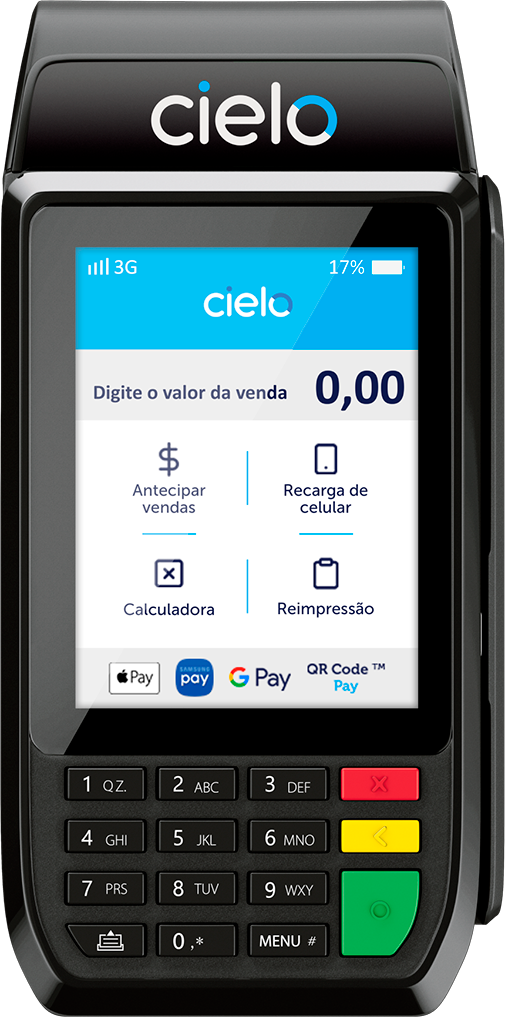 cielo
3G 17%
cielo
Digite o valor da venda 0,00
Antecipar
vendas
Recarga de
celular
Calculadora
Reimpressão
Pay
SAMSUNG
pay
G Pay
QR Code ™
Pay
1 QZ.
2 ABC
3 DEF
4 GHI
5 JKL
6 MNO
7 PRS
8 TUV
9 WXY
0 ,*
MENU #